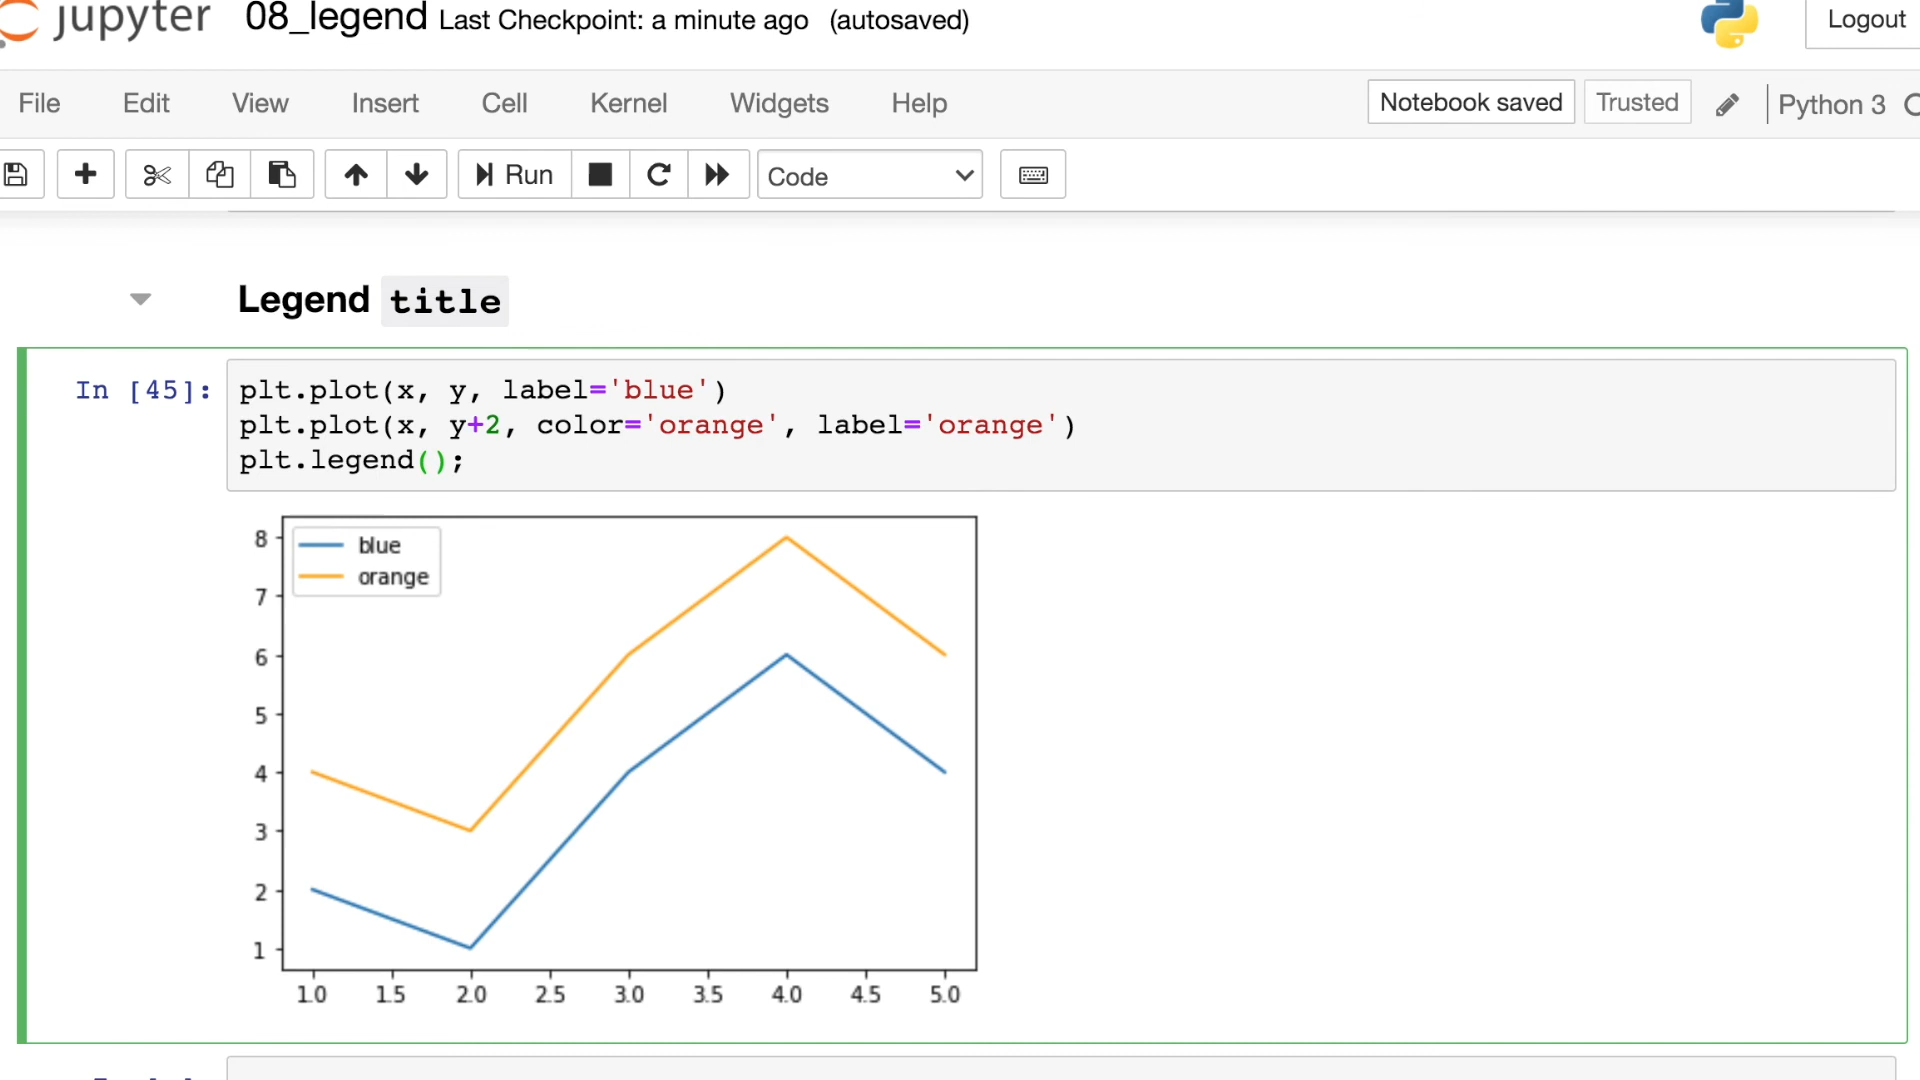 jupyter 08_legend Last Checkpoint: a minute ago (autosaved) Logout
File Edit View Insert Cell Kernel Widgets Help Notebook saved Trusted Python 3
Run Code
Legend title
In [45]: plt.plot(x, y, label='blue')
plt.plot(x, y+2, color='orange', label='orange')
plt.legend();
8
blue
orange
7
6
5
4
3
2
1
1.0 1.5 2.0 2.5 3.0 3.5 4.0 4.5 5.0